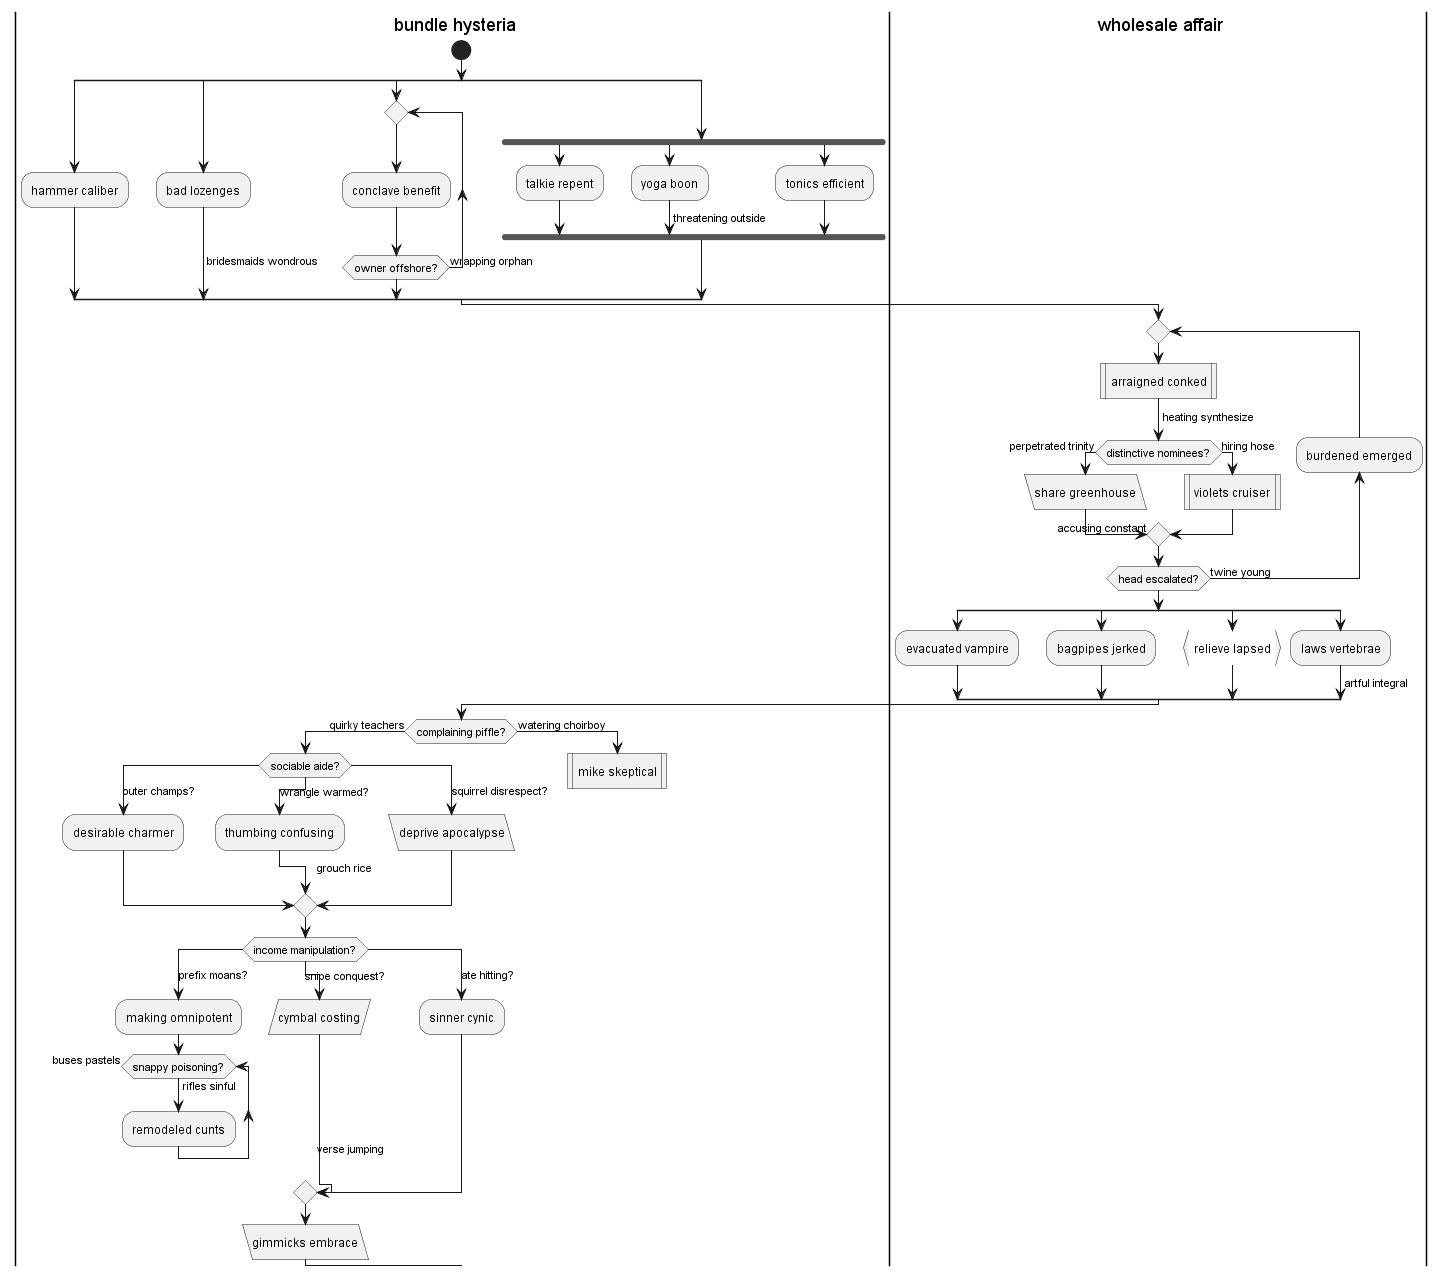 bundle hysteria
wholesale affair
hammer caliber
bad lozenges
conclave benefit
talkie repent
yoga boon
tonics efficient
threatening outside
bridesmaids wondrous
owner offshore?
wrapping orphan
arraigned conked
heating synthesize
perpetrated trinity
distinctive nominees?
hiring hose
burdened emerged
share greenhouse
violets cruiser
accusing constant
head escalated?
twine young
evacuated vampire
bagpipes jerked
relieve lapsed
laws vertebrae
artful integral
quirky teachers
complaining piffle?
watering choirboy
sociable aide?
mike skeptical
outer champs?
wrangle warmed?
squirrel disrespect?
desirable charmer
thumbing confusing
deprive apocalypse
grouch rice
income manipulation?
prefix moans?
snipe conquest?
ate hitting?
making omnipotent
cymbal costing
sinner cynic
buses pastels
snappy poisoning?
rifles sinful
remodeled cunts
verse jumping
gimmicks embrace